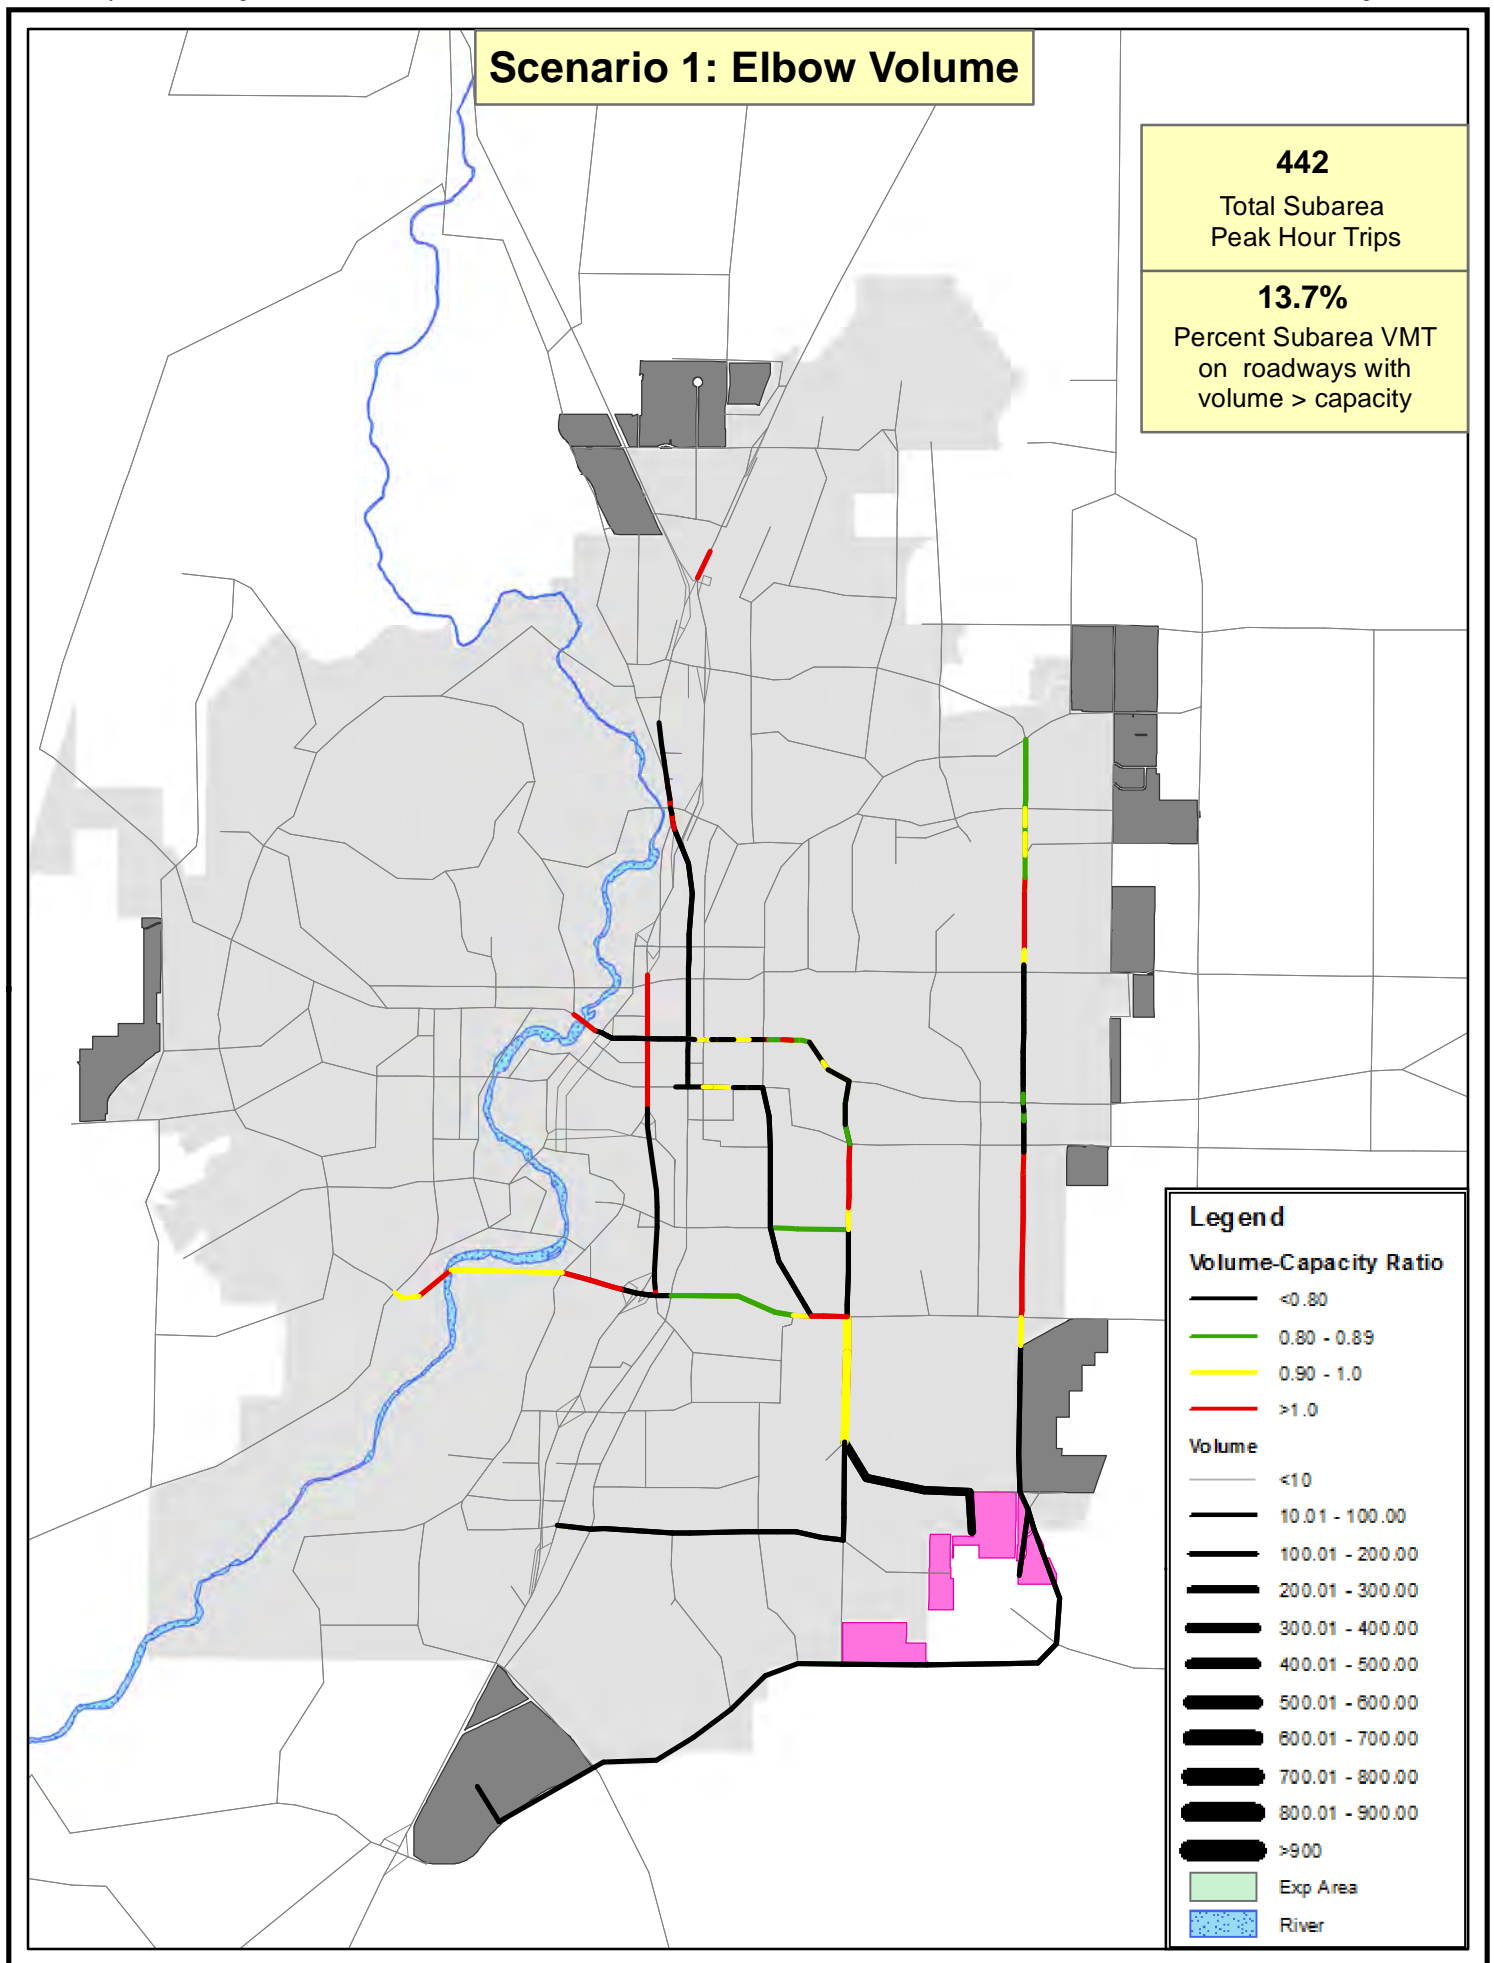 Scenario 1: Elbow Volume
442
Total Subarea
Peak Hour Trips
13.7%
Percent Subarea VMT
on roadways with
volume > capacity
Legend
Volume-Capacity Ratio
<0.80
0.80 - 0.89
0.90 - 1.0
>1.0
Volume
<10
10.01 - 100.00
100.01 - 200.00
200.01 - 300.00
300.01 - 400.00
400.01 - 500.00
500.01 - 600.00
600.01 - 700.00
700.01 - 800.00
800.01 - 900.00
>900
Exp Area
River